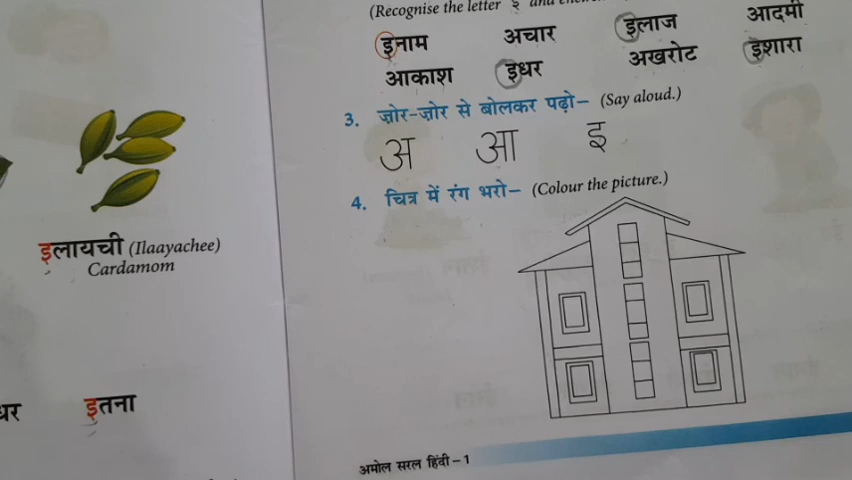 इलायची (Ilaayachee)
Cardamom
इतना
(Recognise the letter इ and
इनाम अचार इलाज आदमी
आकाश इधर अखरोट इशारा
3. ज़ोर-ज़ोर से बोलकर पढ़ो– (Say aloud.)
अ आ इ
4. चित्र में रंग भरो– (Colour the picture.)
अमोल सरल हिंदी – 1